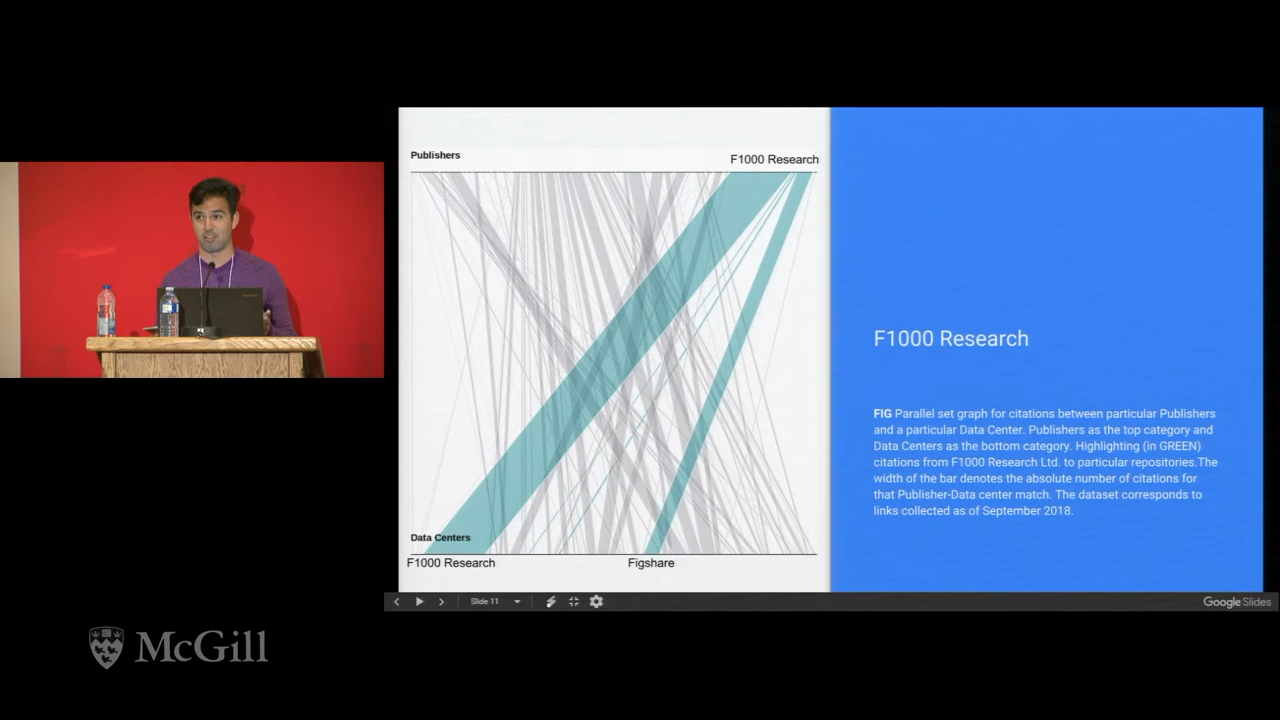 Publishers
F1000 Research
Data Centers
F1000 Research
Figshare
F1000 Research
FIG Parallel set graph for citations between particular Publishers
and a particular Data Center. Publishers as the top category and
Data Centers as the bottom category. Highlighting (in GREEN)
citations from F1000 Research Ltd. to particular repositories.The
width of the bar denotes the absolute number of citations for
that Publisher-Data center match. The dataset corresponds to
links collected as of September 2018.
Slide 11
Google Slides
McGill